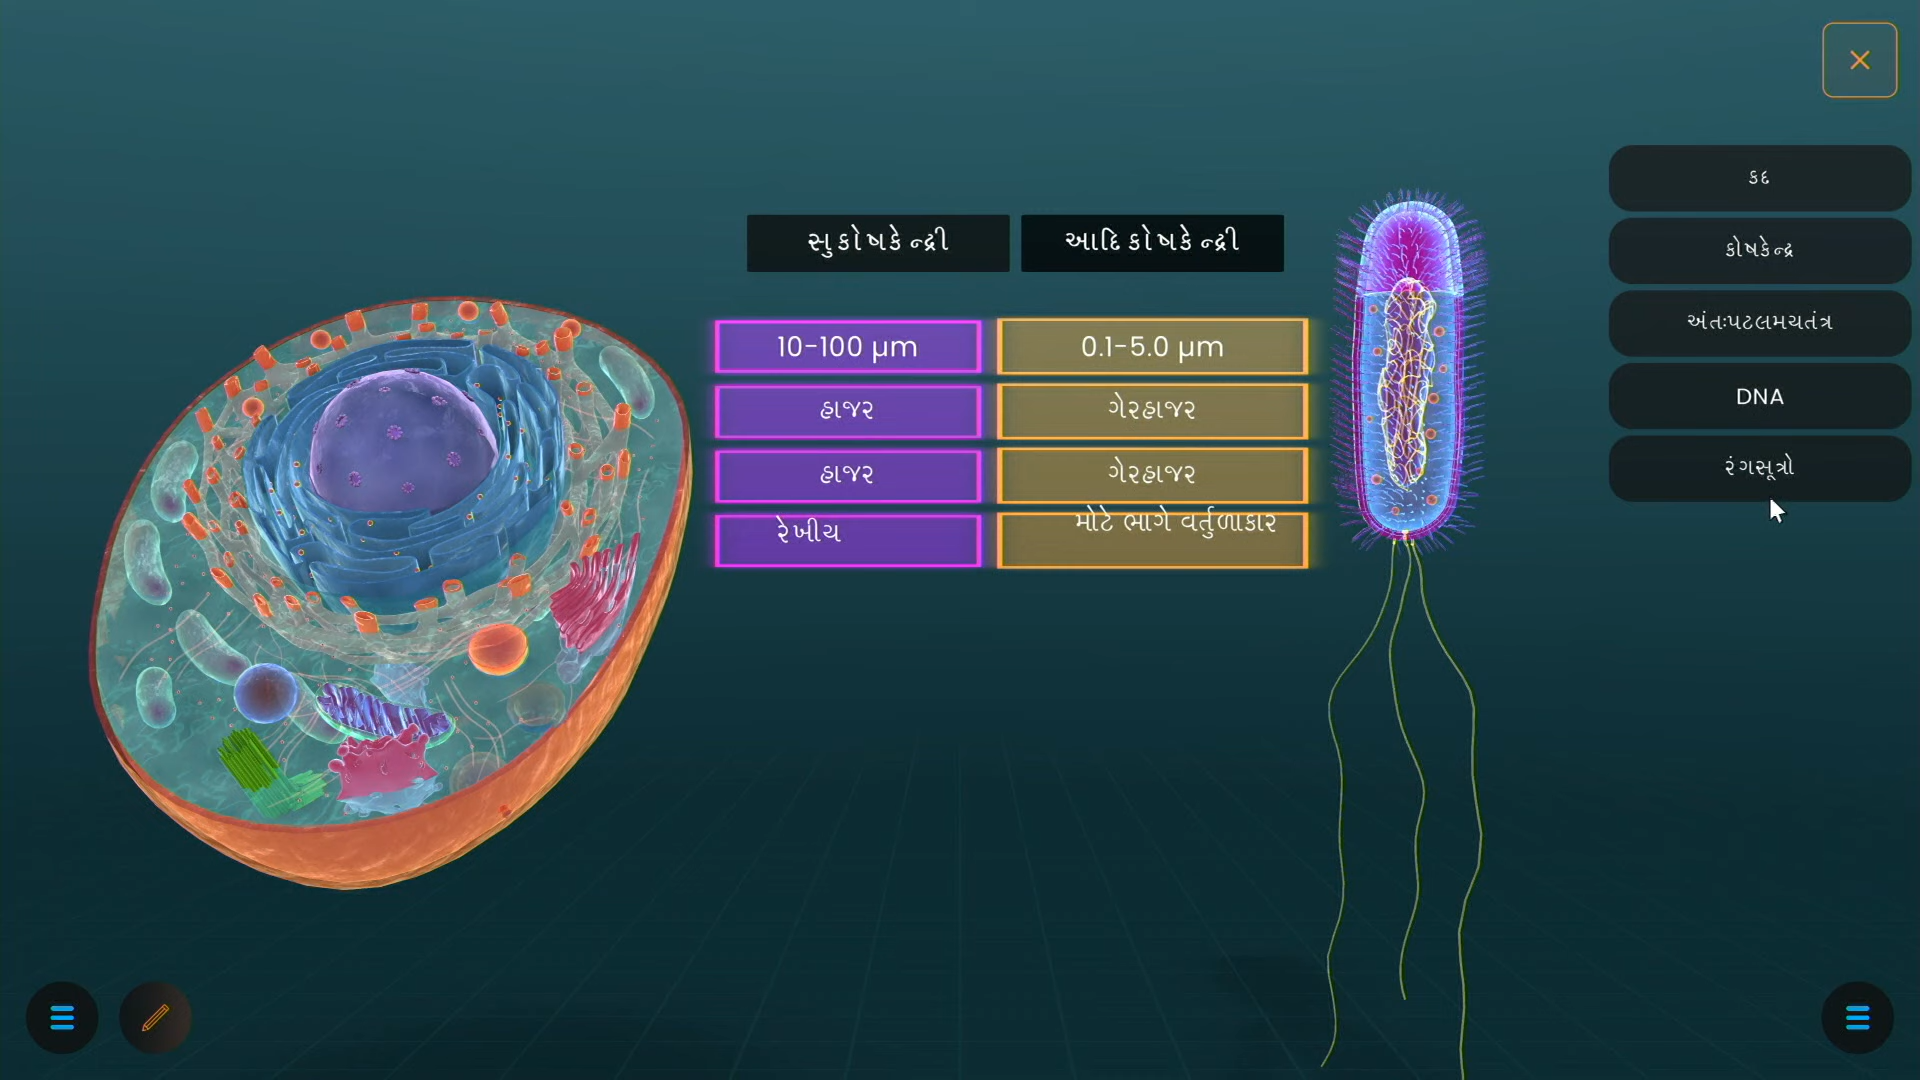 સુકોષકેન્દ્રી
આદિકોષકેન્દ્રી
10-100 μm
0.1-5.0 μm
હાજર
ગેરહાજર
હાજર
ગેરહાજર
રેખીય
મોટે ભાગે વર્તુળાકાર
કદ
કોષકેન્દ્ર
અંતઃપટલમયતંત્ર
DNA
રંગસૂત્રો